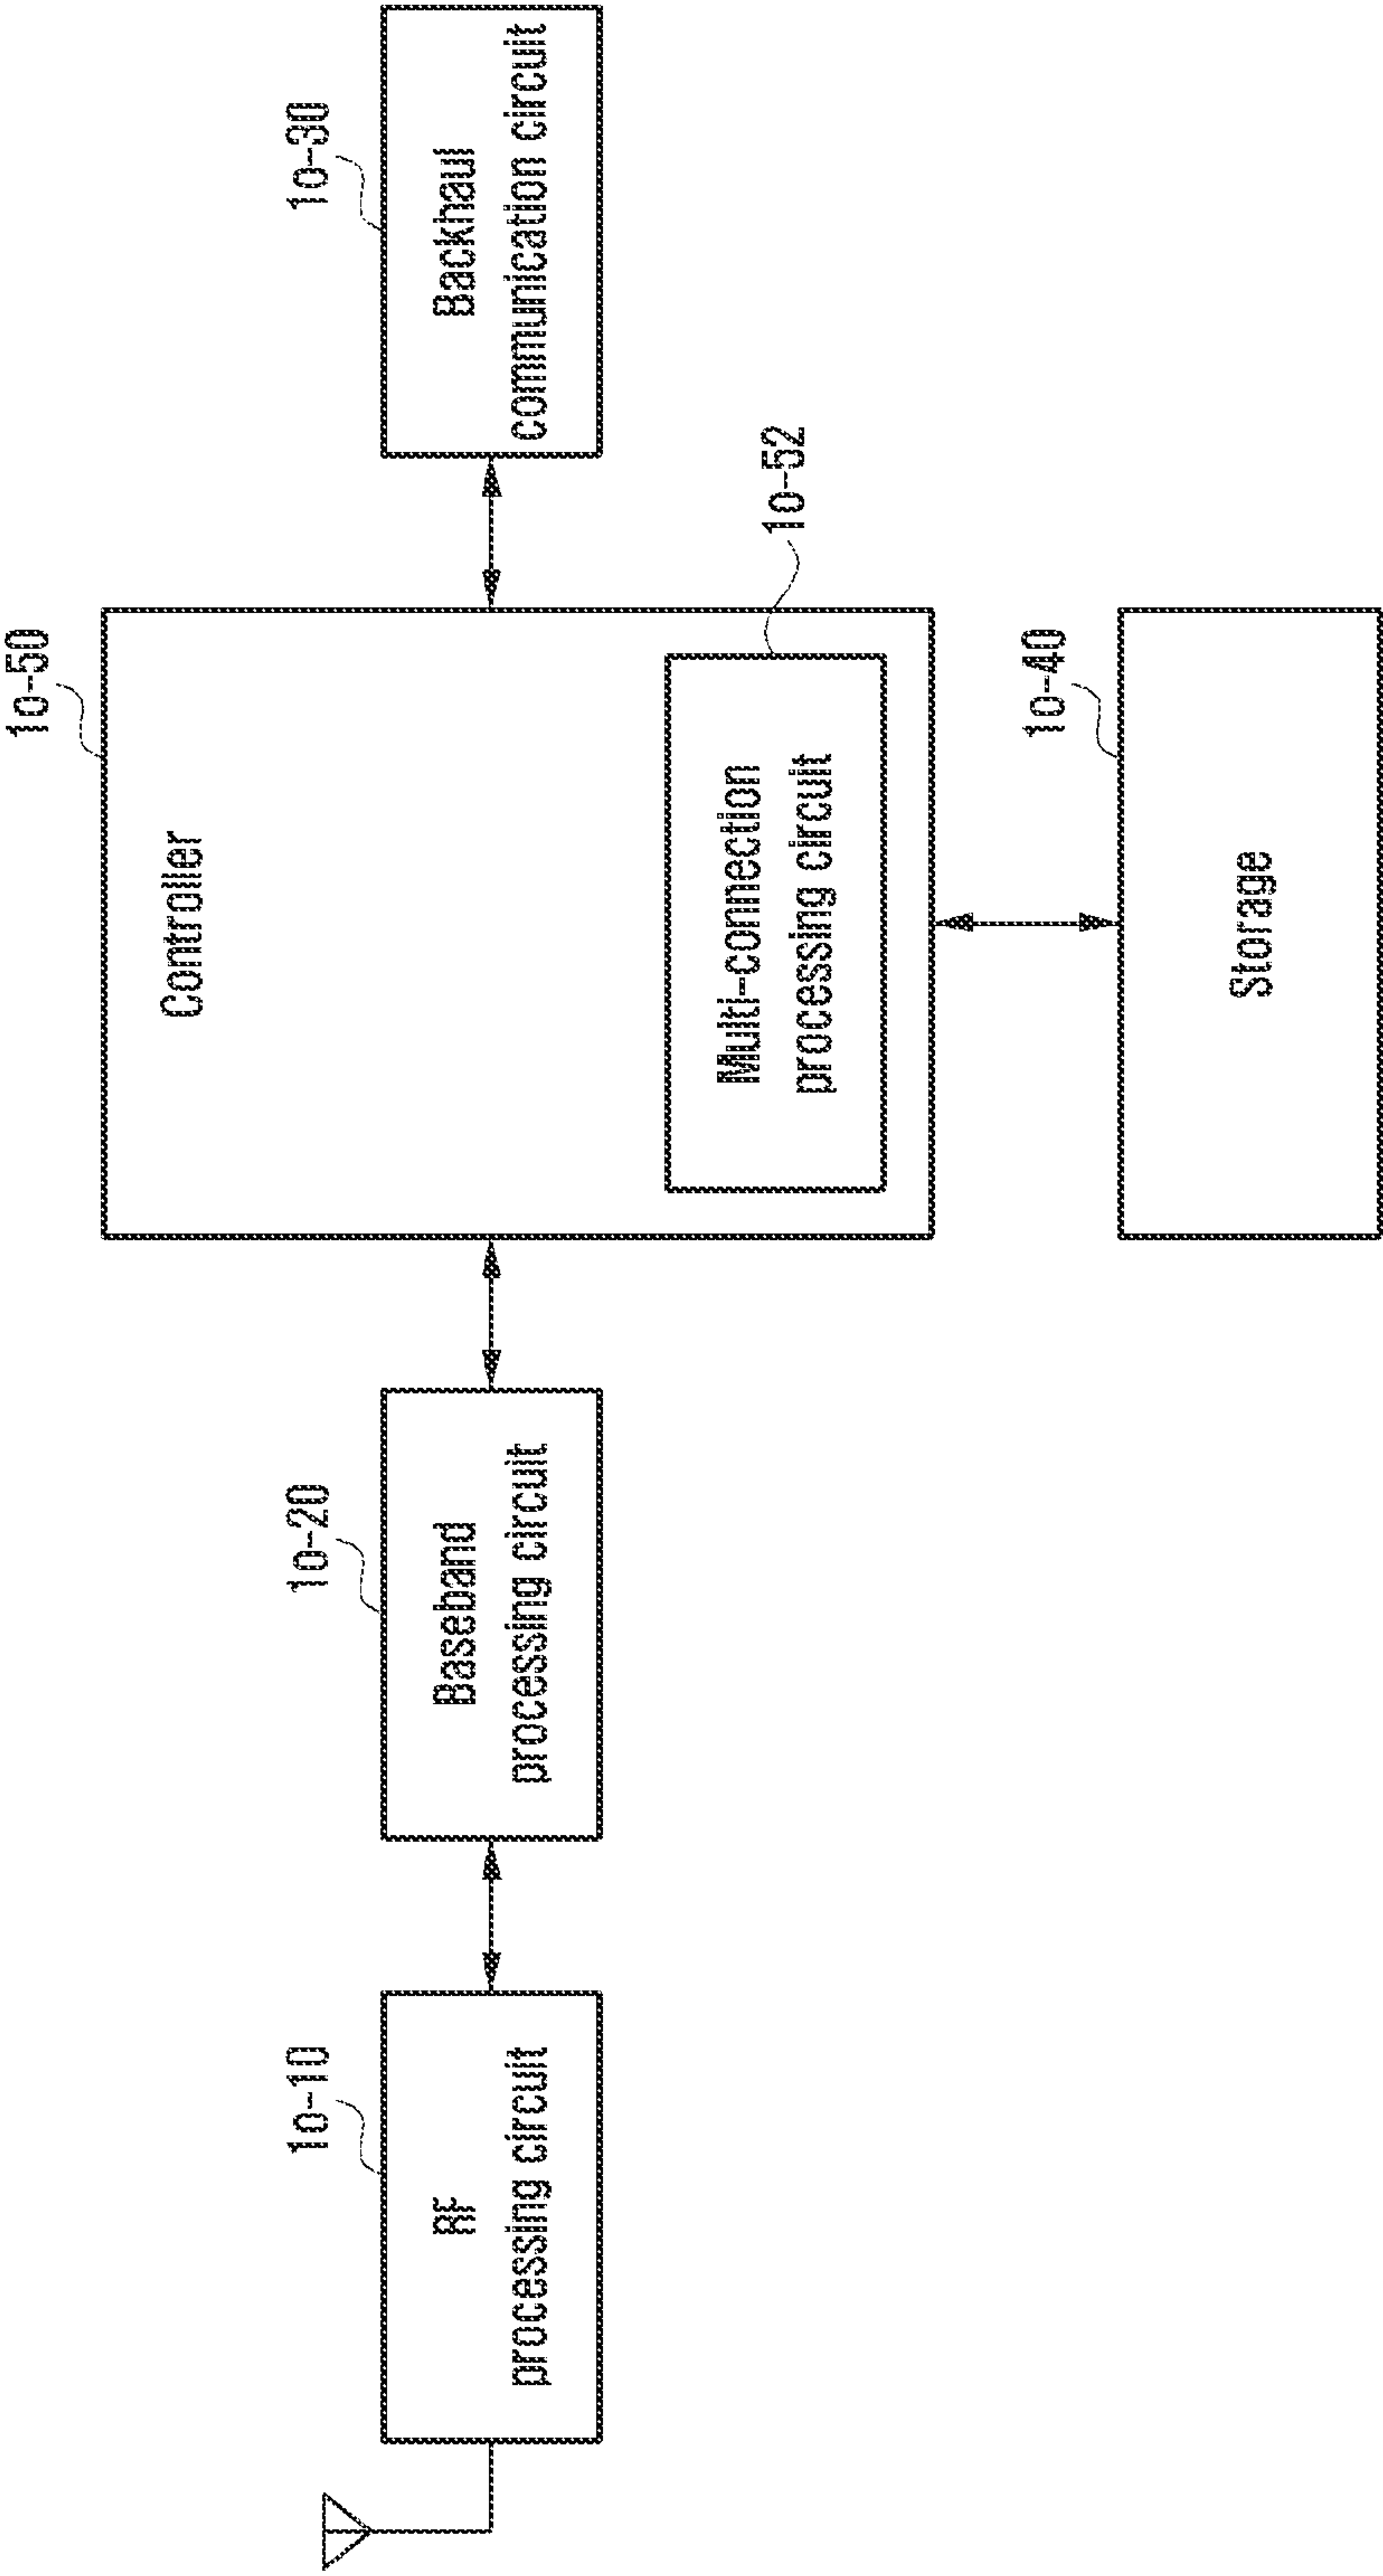 1o-10
RF
processing circuit
1o-20
Baseband
processing circuit
1o-50
Controller
1o-52
Multi-connection
processing circuit
1o-30
Backhaul
communication circuit
1o-40
Storage